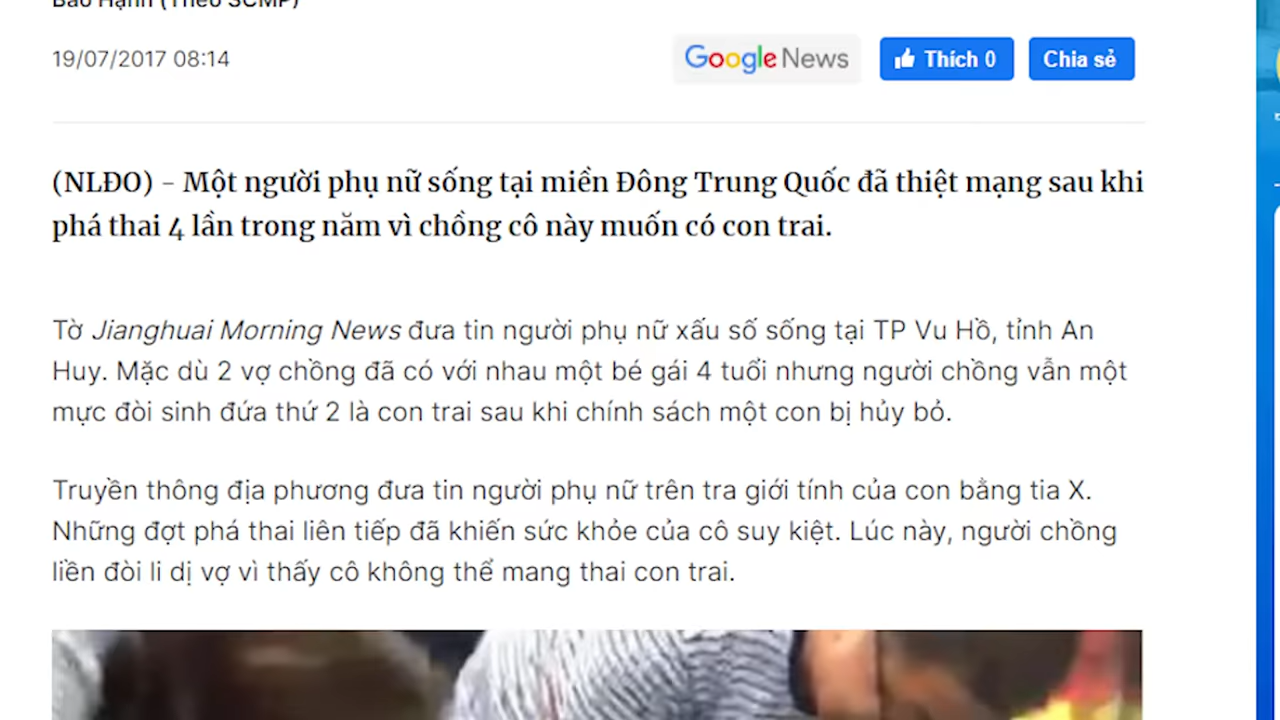 Bảo Hạnh (Theo SCMP)
19/07/2017 08:14
Google News
Thích 0
Chia sẻ
(NLĐO) - Một người phụ nữ sống tại miền Đông Trung Quốc đã thiệt mạng sau khi
phá thai 4 lần trong năm vì chồng cô này muốn có con trai.
Tờ Jianghuai Morning News đưa tin người phụ nữ xấu số sống tại TP Vu Hồ, tỉnh An
Huy. Mặc dù 2 vợ chồng đã có với nhau một bé gái 4 tuổi nhưng người chồng vẫn một
mực đòi sinh đứa thứ 2 là con trai sau khi chính sách một con bị hủy bỏ.
Truyền thông địa phương đưa tin người phụ nữ trên tra giới tính của con bằng tia X.
Những đợt phá thai liên tiếp đã khiến sức khỏe của cô suy kiệt. Lúc này, người chồng
liền đòi li dị vợ vì thấy cô không thể mang thai con trai.